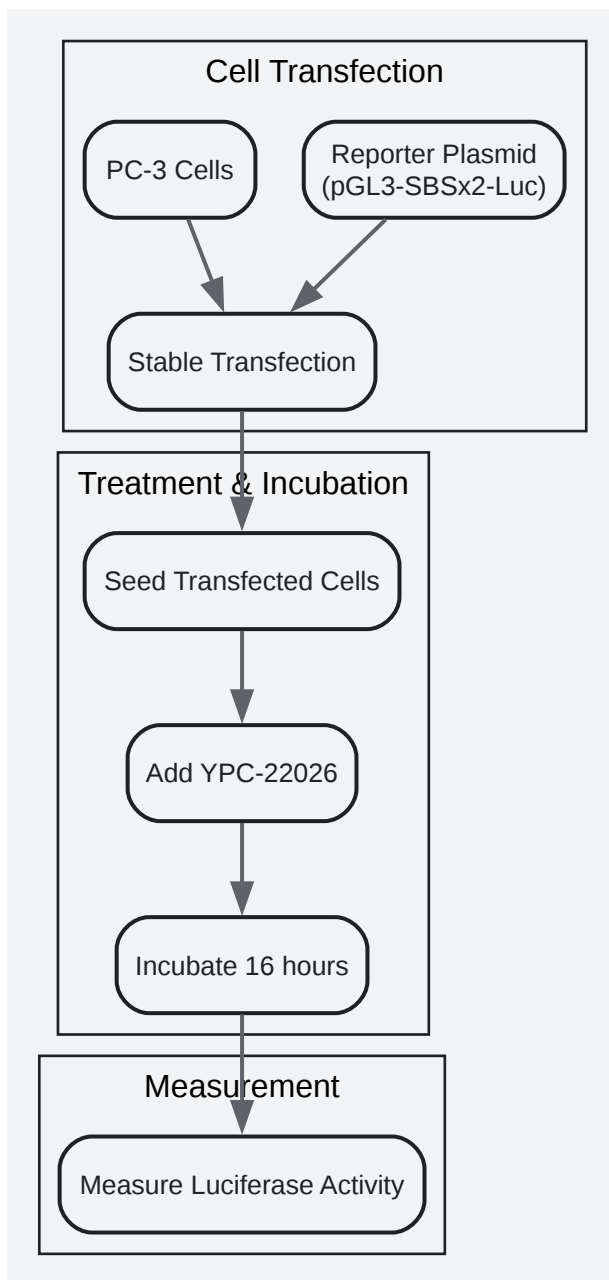 Cell Transfection
PC-3 Cells
Reporter Plasmid
(pGL3-SBSx2-Luc)
Stable Transfection
Treatment & Incubation
Seed Transfected Cells
Add YPC-22026
Incubate 16 hours
Measurement
Measure Luciferase Activity